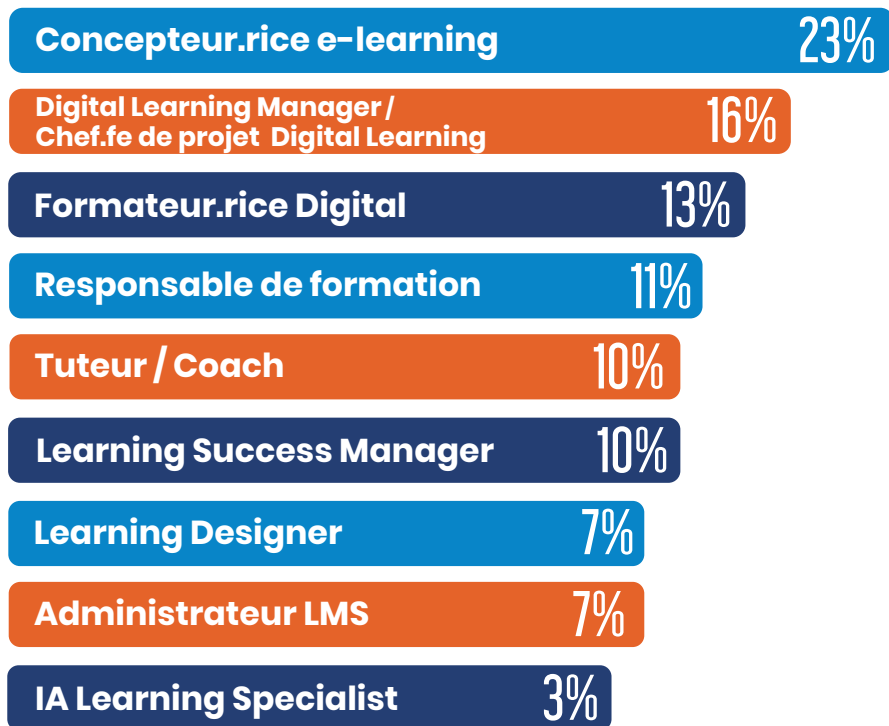 Concepteur.rice e-learning 23%
Digital Learning Manager /
Chef.fe de projet Digital Learning 16%
Formateur.rice Digital 13%
Responsable de formation 11%
Tuteur / Coach 10%
Learning Success Manager 10%
Learning Designer 7%
Administrateur LMS 7%
IA Learning Specialist 3%